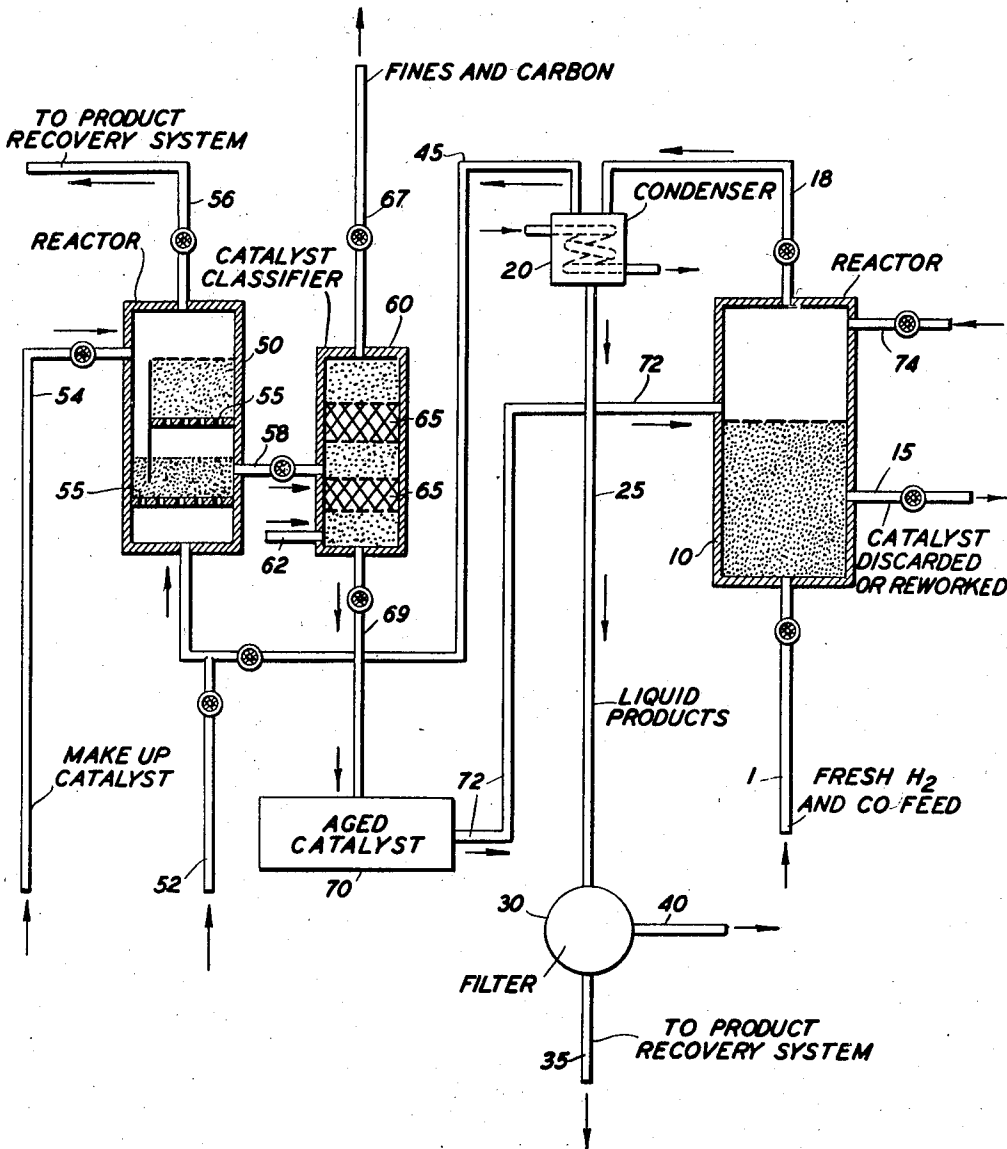 FINES AND CARBON
TO PRODUCT
RECOVERY SYSTEM
45
CONDENSER
18
56
67
REACTOR
CATALYST
CLASSIFIER
20
REACTOR
60
50
74
54
55
72
58
65
15
55
65
25
CATALYST
DISCARDED
OR REWORKED
62
10
69
LIQUID
PRODUCTS
MAKE UP
CATALYST
72
1
FRESH H2
AND CO FEED
AGED
CATALYST
52
70
30
40
FILTER
TO PRODUCT
RECOVERY SYSTEM
35